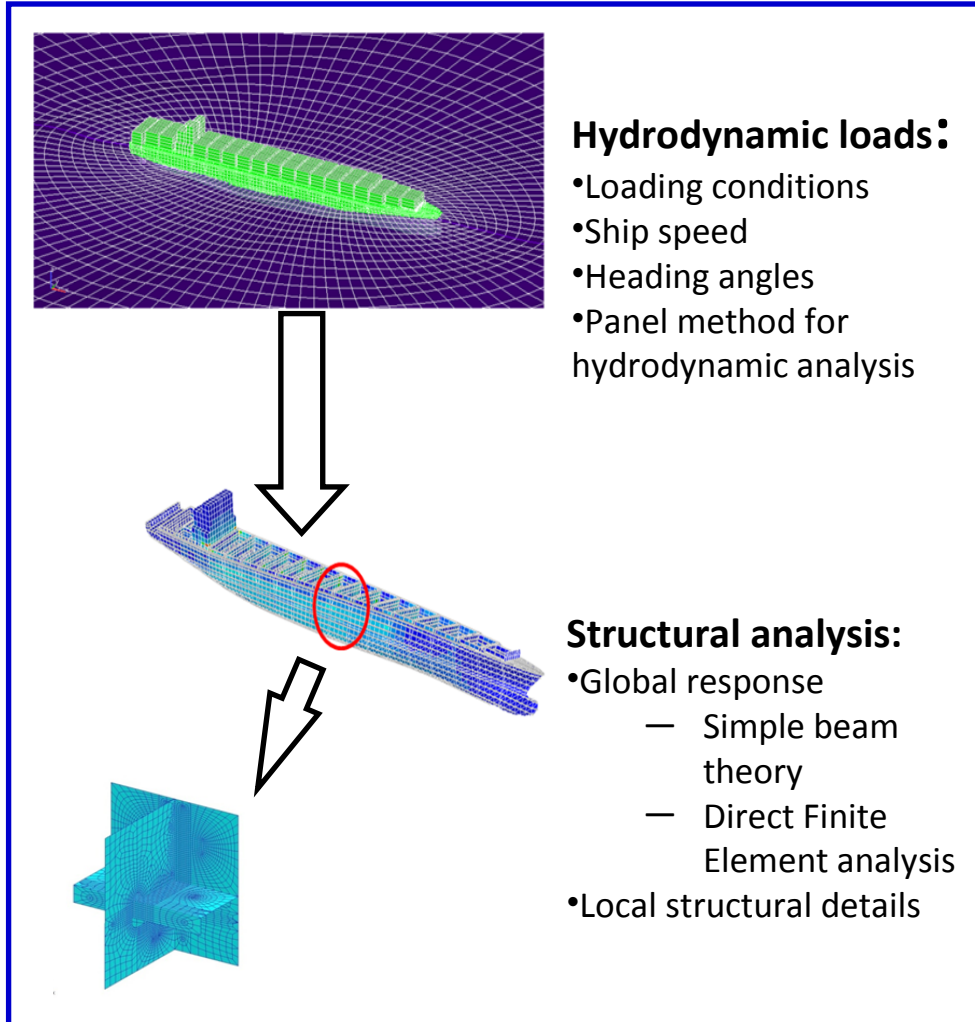 Hydrodynamic loads:
•Loading conditions
•Ship speed
•Heading angles
•Panel method for
hydrodynamic analysis
Structural analysis:
•Global response
— Simple beam
theory
— Direct Finite
Element analysis
•Local structural details